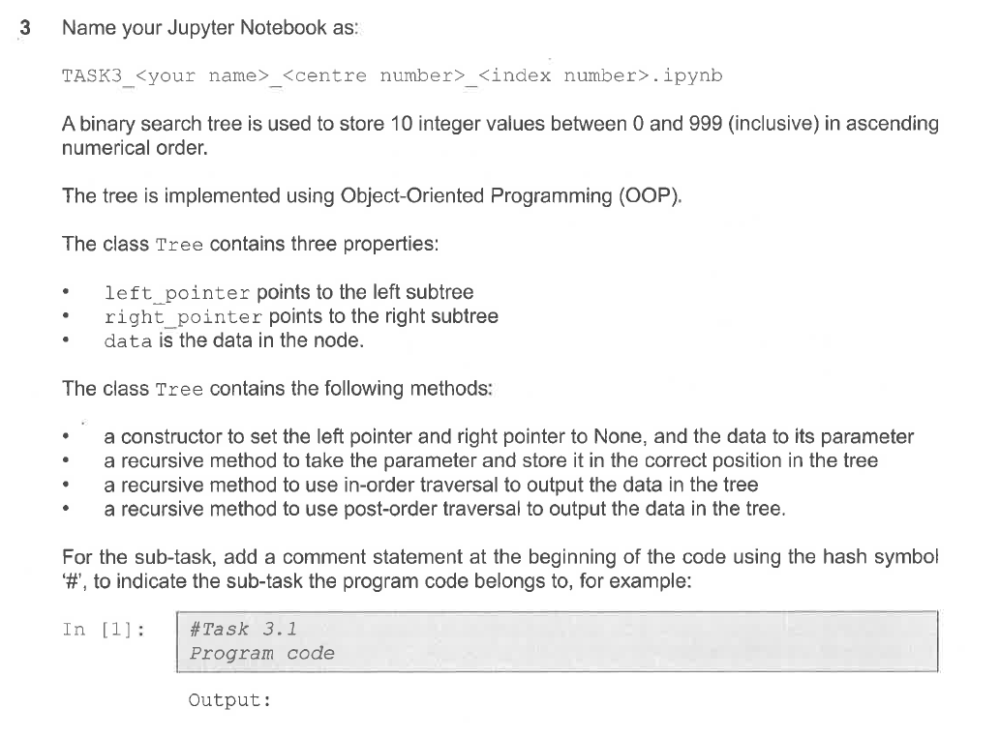 3 Name your Jupyter Notebook as:
TASK3_<your name>_<centre number>_<index number>.ipynb
A binary search tree is used to store 10 integer values between 0 and 999 (inclusive) in ascending
numerical order.
The tree is implemented using Object-Oriented Programming (OOP).
The class Tree contains three properties:
• left_pointer points to the left subtree
• right_pointer points to the right subtree
• data is the data in the node.
The class Tree contains the following methods:
• a constructor to set the left pointer and right pointer to None, and the data to its parameter
• a recursive method to take the parameter and store it in the correct position in the tree
• a recursive method to use in-order traversal to output the data in the tree
• a recursive method to use post-order traversal to output the data in the tree.
For the sub-task, add a comment statement at the beginning of the code using the hash symbol
‘#’, to indicate the sub-task the program code belongs to, for example:
In [1]: #Task 3.1
Program code
Output: